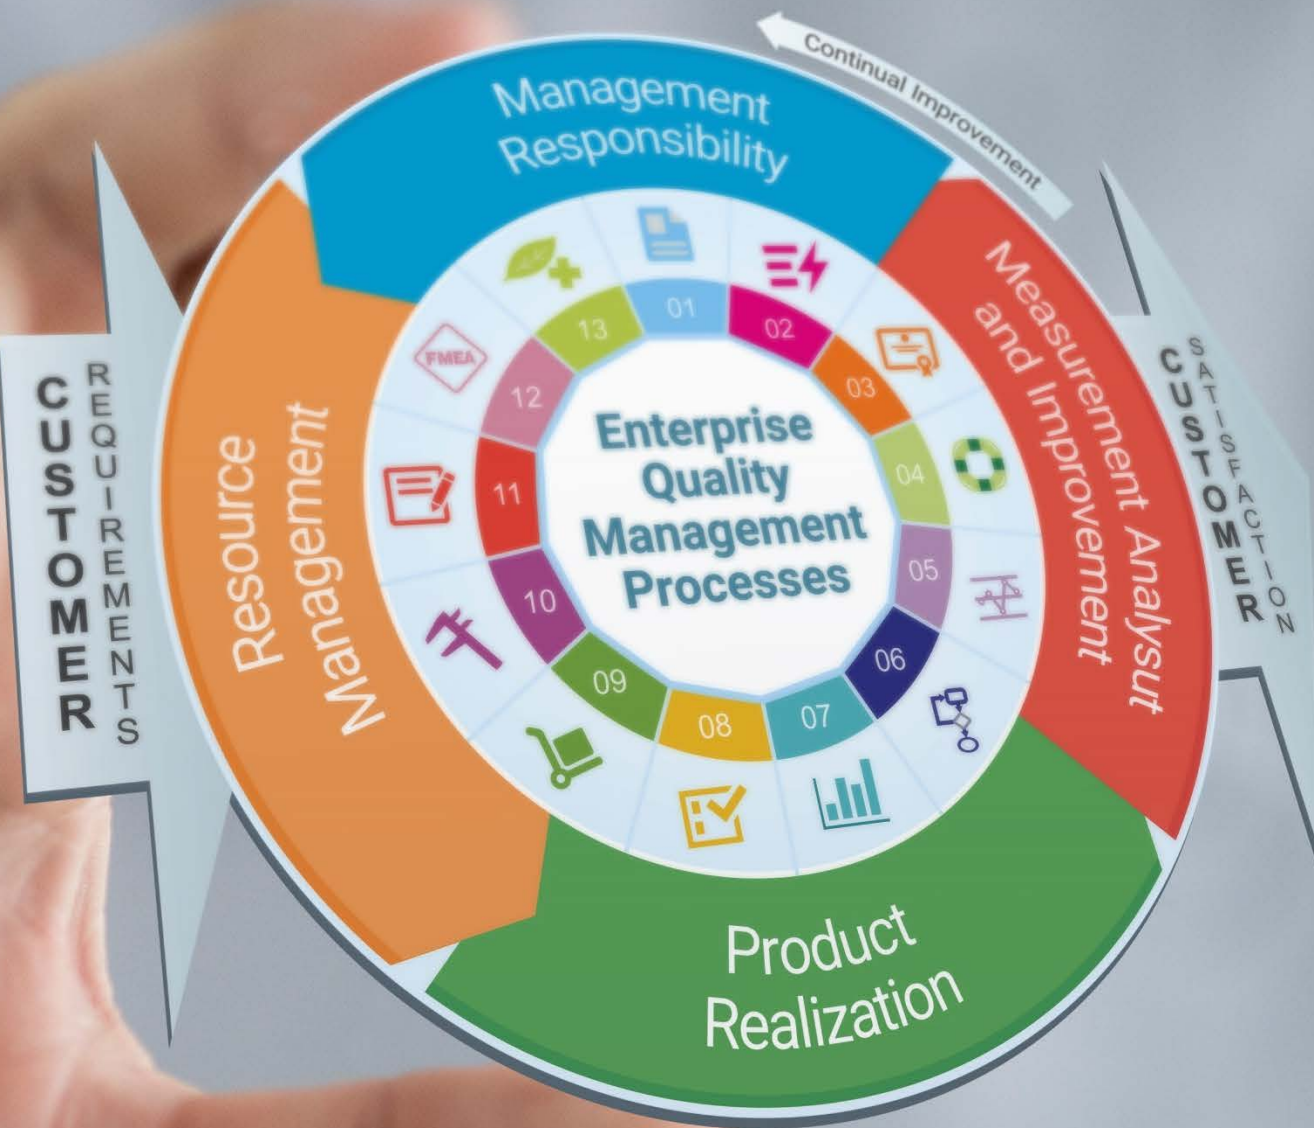 Continual Improvement
Management
Responsibility
Measurement Analysut
and Improvement
Product
Realization
Resource
Management
CUSTOMER
REQUIREMENTS
CUSTOMER
SATISFACTION
Enterprise
Quality
Management
Processes
01
02
03
04
05
06
07
08
09
10
11
12
13
FMEA